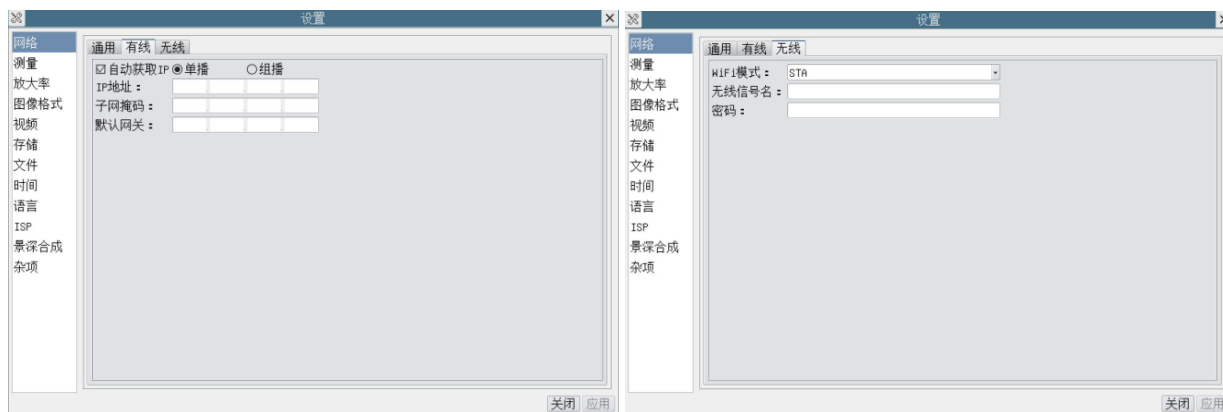 设置
网络
测量
放大率
图像格式
视频
存储
文件
时间
语言
ISP
景深合成
杂项
通用 有线 无线
自动获取IP 单播 组播
IP地址：
子网掩码：
默认网关：
关闭 应用
设置
网络
测量
放大率
图像格式
视频
存储
文件
时间
语言
ISP
景深合成
杂项
通用 有线 无线
WiFi模式： STA
无线信号名：
密码：
关闭 应用